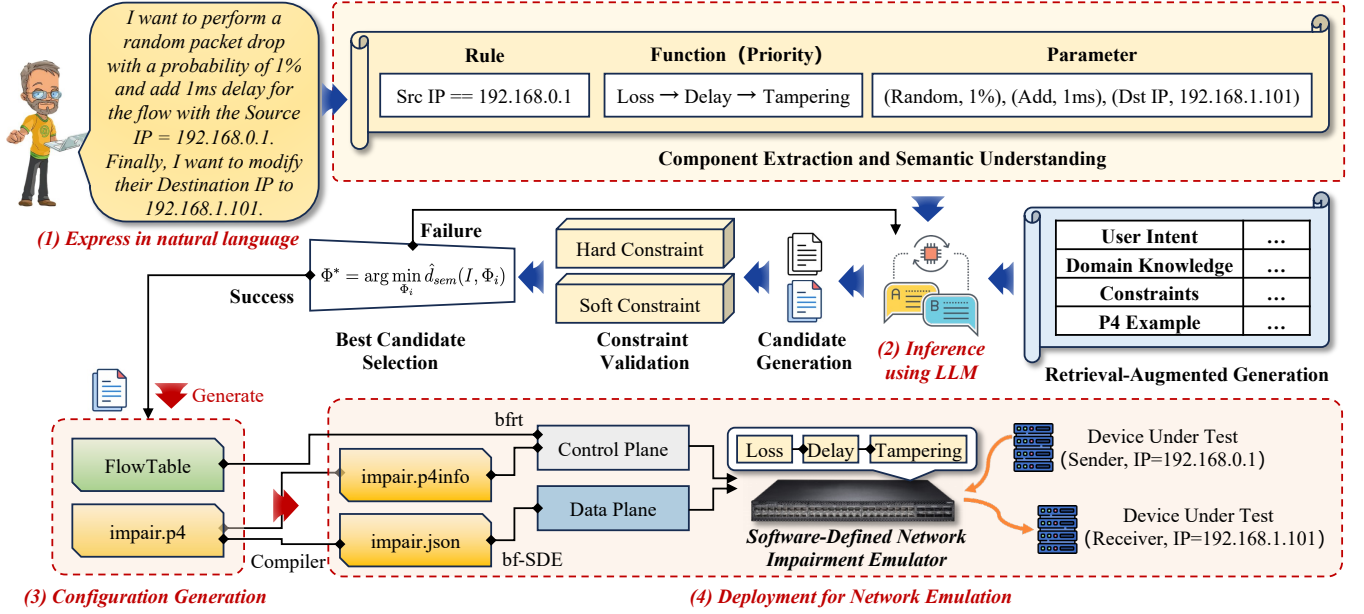 I want to perform a
random packet drop
with a probability of 1%
and add 1ms delay for
the flow with the Source
IP = 192.168.0.1.
Finally, I want to modify
their Destination IP to
192.168.1.101.
(1) Express in natural language
Rule
Function (Priority)
Parameter
Src IP == 192.168.0.1
Loss → Delay → Tampering
(Random, 1%), (Add, 1ms), (Dst IP, 192.168.1.101)
Component Extraction and Semantic Understanding
Failure
Success
Φ* = arg min d̂_sem(I, Φ_i)
Φ_i
Best Candidate
Selection
Hard Constraint
Soft Constraint
Constraint
Validation
Candidate
Generation
A
B
(2) Inference
using LLM
User Intent ...
Domain Knowledge ...
Constraints ...
P4 Example ...
Retrieval-Augmented Generation
Generate
FlowTable
impair.p4
Compiler
(3) Configuration Generation
impair.p4info
impair.json
bfrt
bf-SDE
Control Plane
Data Plane
Loss
Delay
Tampering
Software-Defined Network
Impairment Emulator
Device Under Test
(Sender, IP=192.168.0.1)
Device Under Test
(Receiver, IP=192.168.1.101)
(4) Deployment for Network Emulation